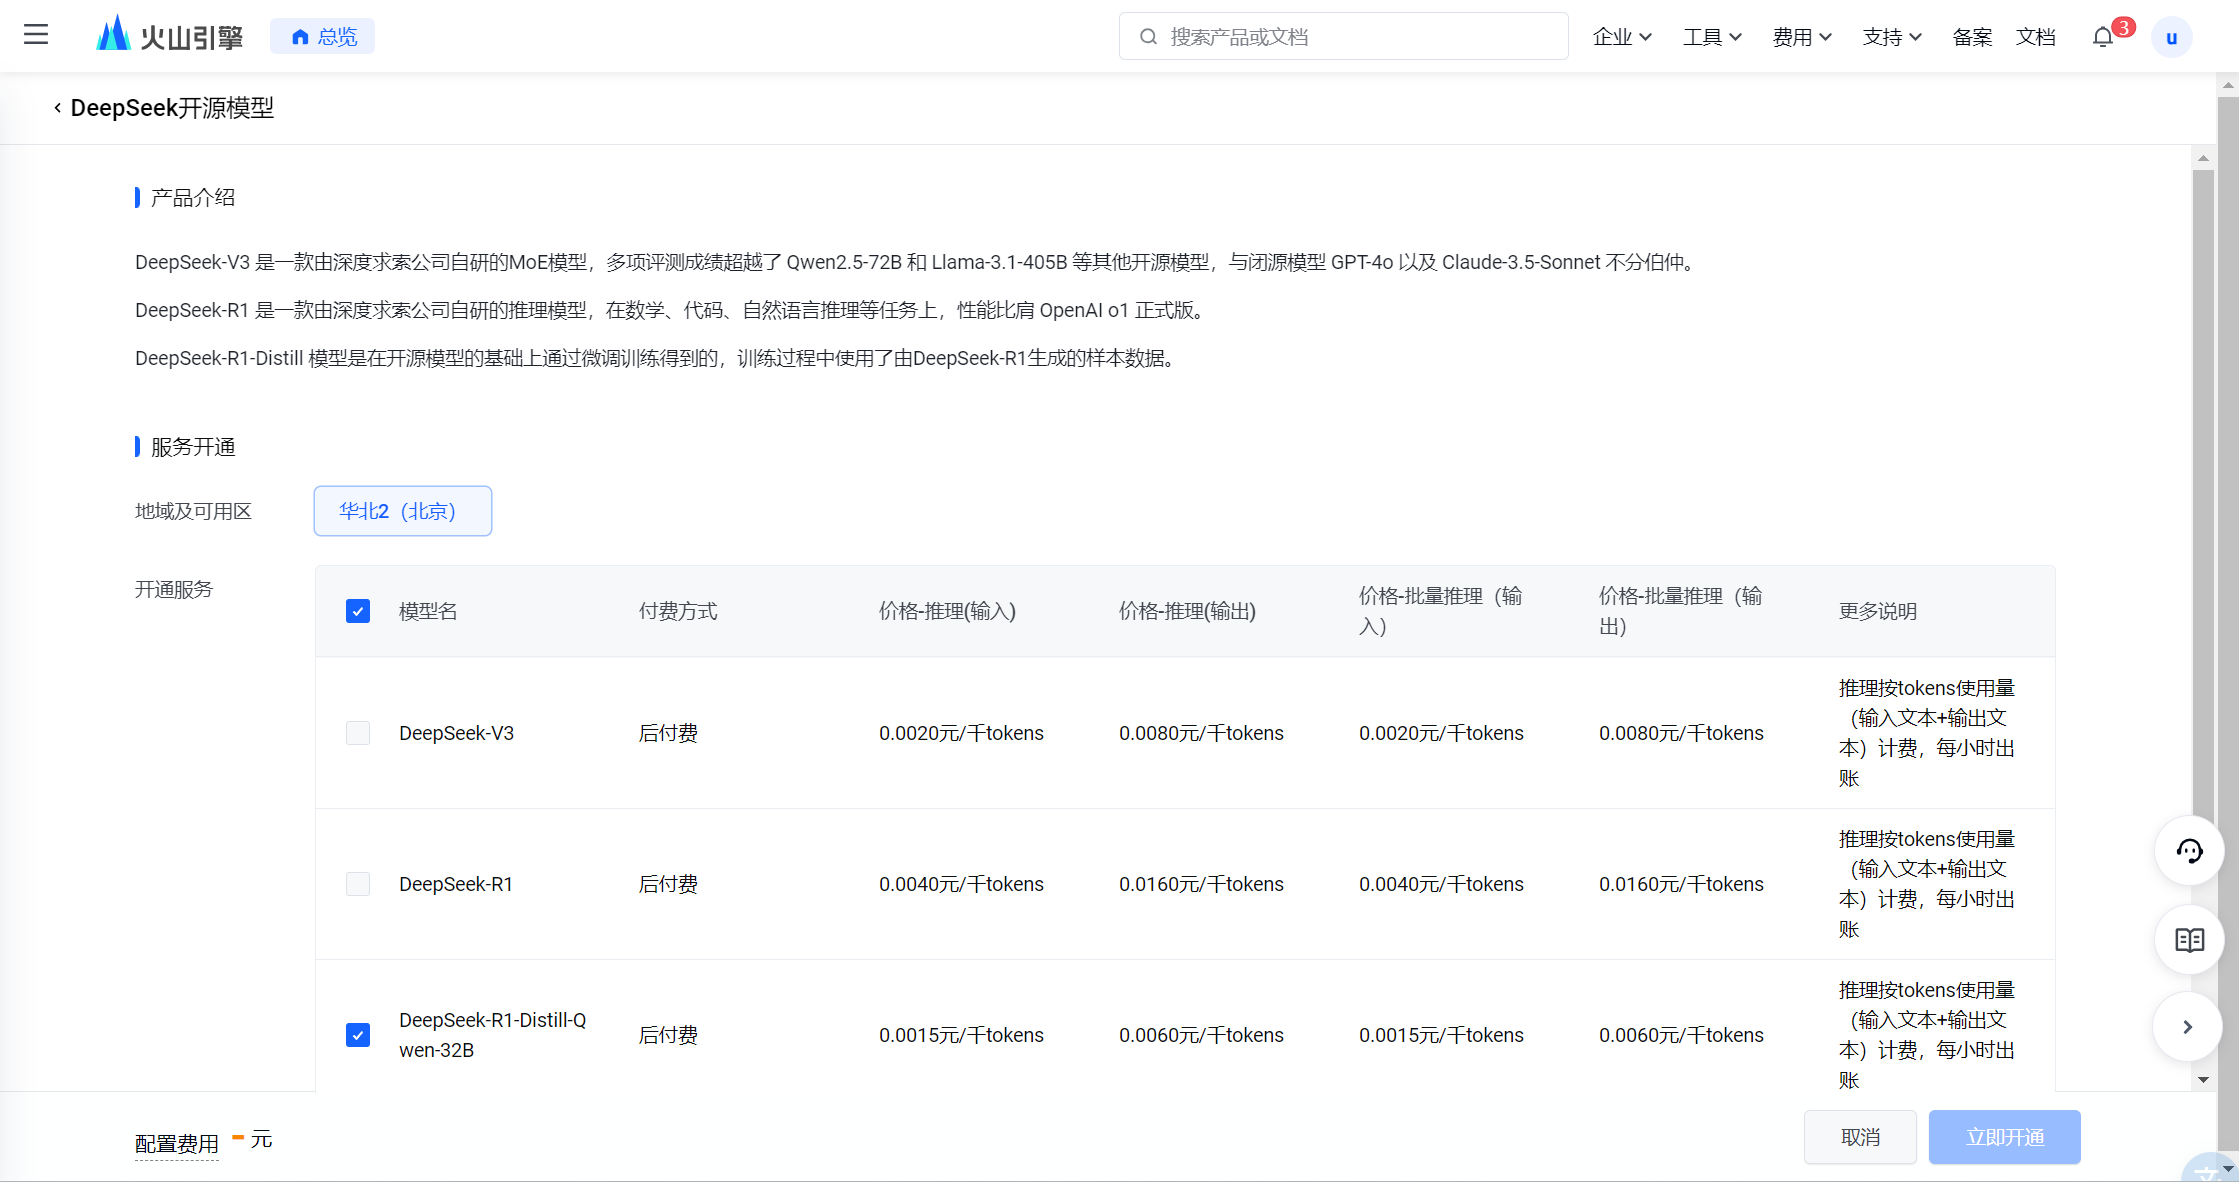 火山引擎
总览
搜索产品或文档
企业
工具
费用
支持
备案
文档
3
u
DeepSeek开源模型
产品介绍
DeepSeek-V3 是一款由深度求索公司自研的MoE模型，多项评测成绩超越了 Qwen2.5-72B 和 Llama-3.1-405B 等其他开源模型，与闭源模型 GPT-4o 以及 Claude-3.5-Sonnet 不分伯仲。
DeepSeek-R1 是一款由深度求索公司自研的推理模型，在数学、代码、自然语言推理等任务上，性能比肩 OpenAI o1 正式版。
DeepSeek-R1-Distill 模型是在开源模型的基础上通过微调训练得到的，训练过程中使用了由DeepSeek-R1生成的样本数据。
服务开通
地域及可用区
华北2（北京）
开通服务
模型名
付费方式
价格-推理(输入)
价格-推理(输出)
价格-批量推理（输
入）
价格-批量推理（输
出）
更多说明
DeepSeek-V3
后付费
0.0020元/千tokens
0.0080元/千tokens
0.0020元/千tokens
0.0080元/千tokens
推理按tokens使用量
（输入文本+输出文
本）计费，每小时出
账
DeepSeek-R1
后付费
0.0040元/千tokens
0.0160元/千tokens
0.0040元/千tokens
0.0160元/千tokens
推理按tokens使用量
（输入文本+输出文
本）计费，每小时出
账
DeepSeek-R1-Distill-Q
wen-32B
后付费
0.0015元/千tokens
0.0060元/千tokens
0.0015元/千tokens
0.0060元/千tokens
推理按tokens使用量
（输入文本+输出文
本）计费，每小时出
账
配置费用
- 元
取消
立即开通